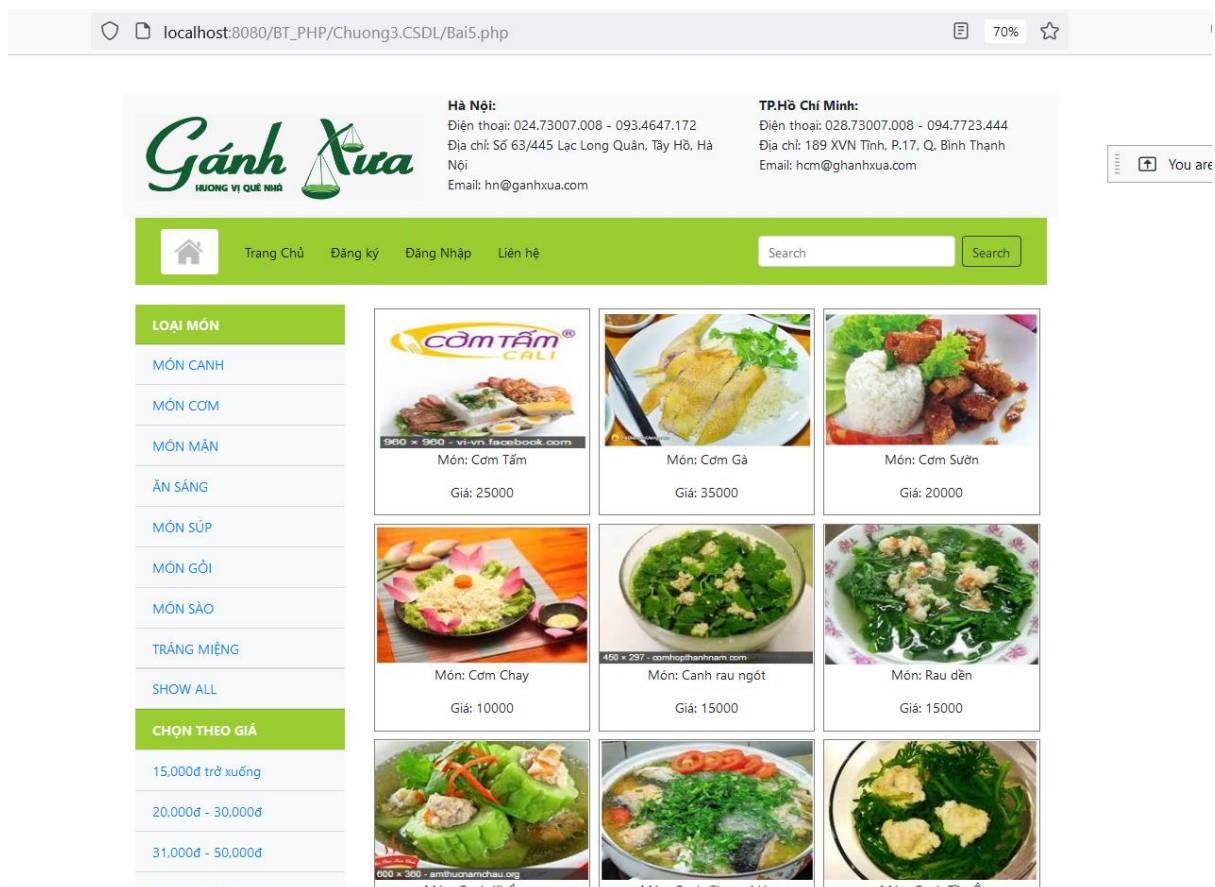 localhost:8080/BT_PHP/Chuong3.CSDL/Bai5.php
70%
You are
Gánh Xưa
HUONG VỊ QUÊ NHÀ
Hà Nội:
Điện thoại: 024.73007.008 - 093.4647.172
Địa chỉ: Số 63/445 Lạc Long Quân, Tây Hồ, Hà
Nội
Email: hn@ganhxua.com
TP.Hồ Chí Minh:
Điện thoại: 028.73007.008 - 094.7723.444
Địa chỉ: 189 XVN Tĩnh, P.17, Q. Bình Thạnh
Email: hcm@ghanhxua.com
Trang Chủ Đăng ký Đăng Nhập Liên hệ
Search Search
LOẠI MÓN
MÓN CANH
MÓN CƠM
MÓN MẶN
ĂN SÁNG
MÓN SÚP
MÓN GỎI
MÓN SÀO
TRÁNG MIỆNG
SHOW ALL
CHỌN THEO GIÁ
15,000đ trở xuống
20,000đ - 30,000đ
31,000đ - 50,000đ
CƠM TẤM®
CALI
960 × 960 - vi-vn.facebook.com
Món: Cơm Tấm
Giá: 25000
Món: Cơm Gà
Giá: 35000
Món: Cơm Sườn
Giá: 20000
Món: Cơm Chay
Giá: 10000
450 × 297 - comhopthanhnam.com
Món: Canh rau ngót
Giá: 15000
Món: Rau dền
Giá: 15000
600 × 360 - amthucnamchau.org